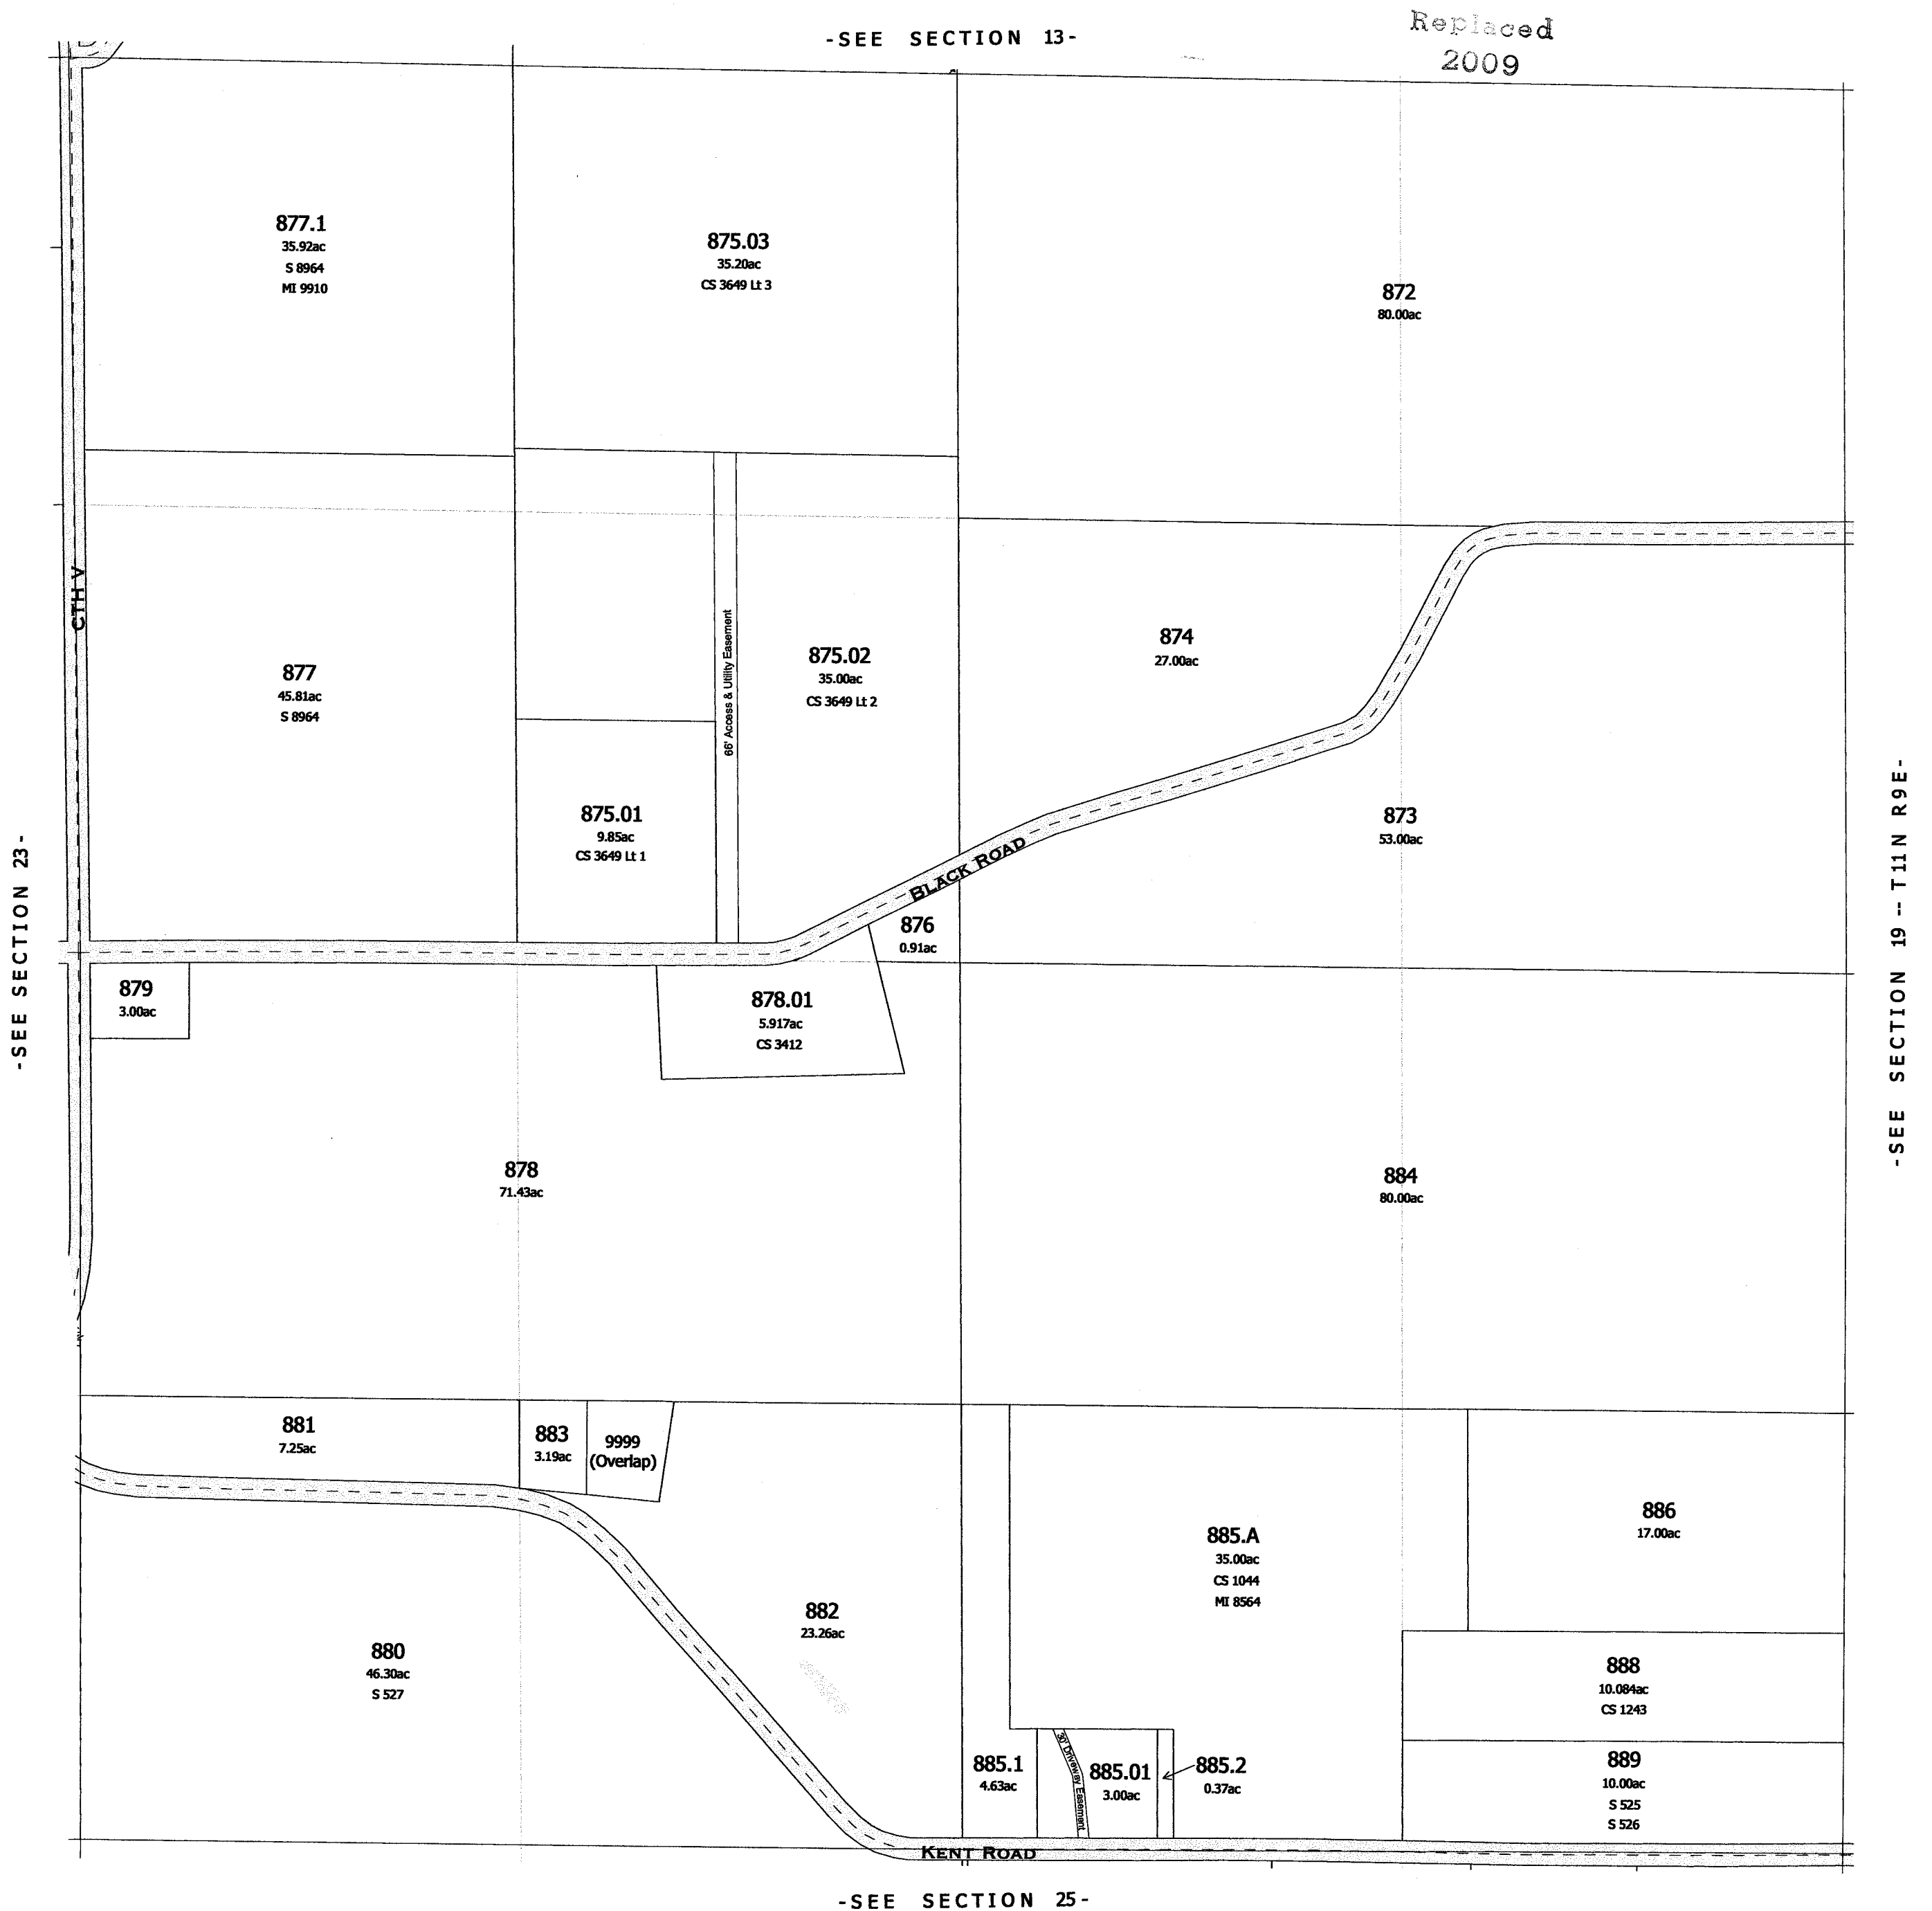 -SEE SECTION 13-
Replaced
2009
877.1
35.92ac
S 8964
MI 9910
875.03
35.20ac
CS 3649 Lt 3
872
80.00ac
CTH V
877
45.81ac
S 8964
66' Access & Utility Easement
875.02
35.00ac
CS 3649 Lt 2
874
27.00ac
875.01
9.85ac
CS 3649 Lt 1
873
53.00ac
BLACK ROAD
876
0.91ac
-SEE SECTION 23-
-SEE SECTION 19 -- T11N R9E-
879
3.00ac
878.01
5.917ac
CS 3412
878
71.43ac
884
80.00ac
881
7.25ac
883
3.19ac
9999
(Overlap)
885.A
35.00ac
CS 1044
MI 8564
886
17.00ac
882
23.26ac
880
46.30ac
S 527
888
10.084ac
CS 1243
885.1
4.63ac
30' Driveway Easement
885.01
3.00ac
885.2
0.37ac
889
10.00ac
S 525
S 526
KENT ROAD
-SEE SECTION 25-